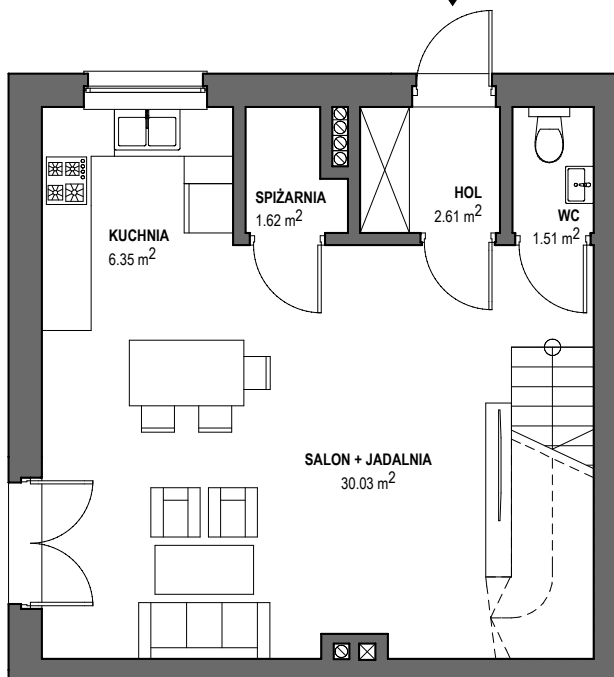 SPIŻARNIA
1.62 m²
HOL
2.61 m²
WC
1.51 m²
KUCHNIA
6.35 m²
SALON + JADALNIA
30.03 m²